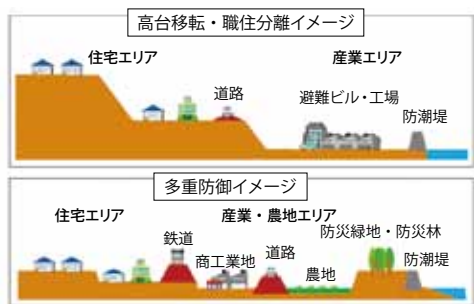 高台移転・職住分離イメージ
住宅エリア
産業エリア
道路
避難ビル・工場
防潮堤
多重防御イメージ
住宅エリア
産業・農地エリア
鉄道
商工業地
道路
農地
防災緑地・防災林
防潮堤